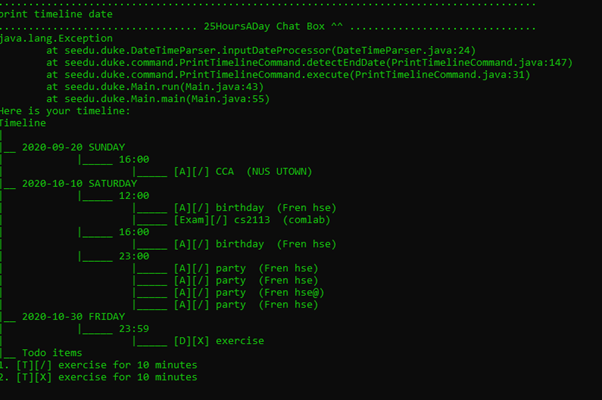 ................................................................................
print timeline date
................................ 25HoursADay Chat Box ^^ ..............................
java.lang.Exception
        at seedu.duke.DateTimeParser.inputDateProcessor(DateTimeParser.java:24)
        at seedu.duke.command.PrintTimelineCommand.detectEndDate(PrintTimelineCommand.java:147)
        at seedu.duke.command.PrintTimelineCommand.execute(PrintTimelineCommand.java:31)
        at seedu.duke.Main.run(Main.java:43)
        at seedu.duke.Main.main(Main.java:55)
Here is your timeline:
Timeline
|
|__ 2020-09-20 SUNDAY
|            |_____ 16:00
|                     |_____ [A][/] CCA  (NUS UTOWN)
|__ 2020-10-10 SATURDAY
|            |_____ 12:00
|                     |_____ [A][/] birthday  (Fren hse)
|                     |_____ [Exam][/] cs2113  (comlab)
|            |_____ 16:00
|                     |_____ [A][/] birthday  (Fren hse)
|            |_____ 23:00
|                     |_____ [A][/] party  (Fren hse)
|                     |_____ [A][/] party  (Fren hse)
|                     |_____ [A][/] party  (Fren hse@)
|                     |_____ [A][/] party  (Fren hse)
|__ 2020-10-30 FRIDAY
|            |_____ 23:59
|                     |_____ [D][X] exercise
|__ Todo items
1. [T][/] exercise for 10 minutes
2. [T][X] exercise for 10 minutes